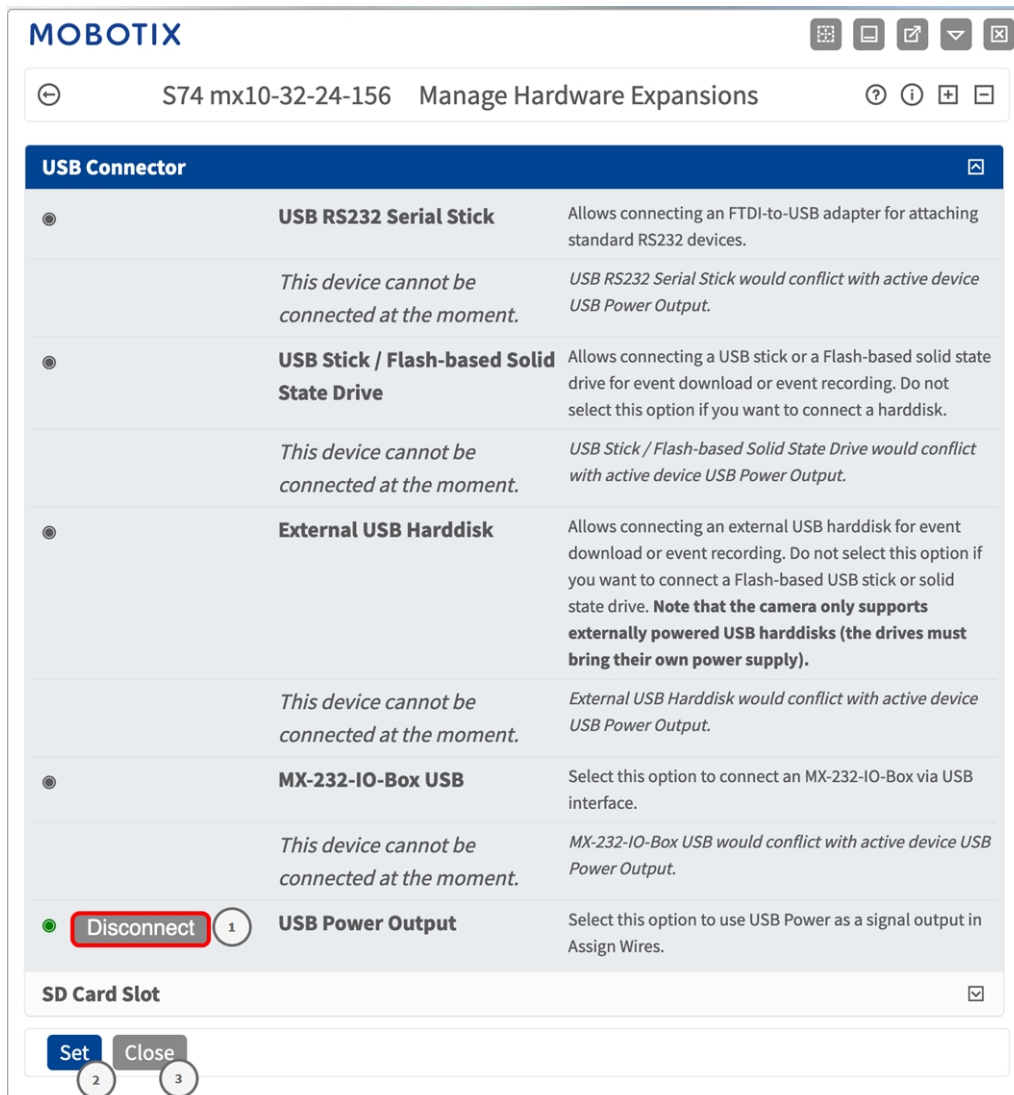 MOBOTIX
S74 mx10-32-24-156 Manage Hardware Expansions
USB Connector
USB RS232 Serial Stick
Allows connecting an FTDI-to-USB adapter for attaching
standard RS232 devices.
This device cannot be
connected at the moment.
USB RS232 Serial Stick would conflict with active device
USB Power Output.
USB Stick / Flash-based Solid
State Drive
Allows connecting a USB stick or a Flash-based solid state
drive for event download or event recording. Do not
select this option if you want to connect a harddisk.
This device cannot be
connected at the moment.
USB Stick / Flash-based Solid State Drive would conflict
with active device USB Power Output.
External USB Harddisk
Allows connecting an external USB harddisk for event
download or event recording. Do not select this option if
you want to connect a Flash-based USB stick or solid
state drive. Note that the camera only supports
externally powered USB harddisks (the drives must
bring their own power supply).
This device cannot be
connected at the moment.
External USB Harddisk would conflict with active device
USB Power Output.
MX-232-IO-Box USB
Select this option to connect an MX-232-IO-Box via USB
interface.
This device cannot be
connected at the moment.
MX-232-IO-Box USB would conflict with active device USB
Power Output.
Disconnect 1
USB Power Output
Select this option to use USB Power as a signal output in
Assign Wires.
SD Card Slot
Set Close
2 3